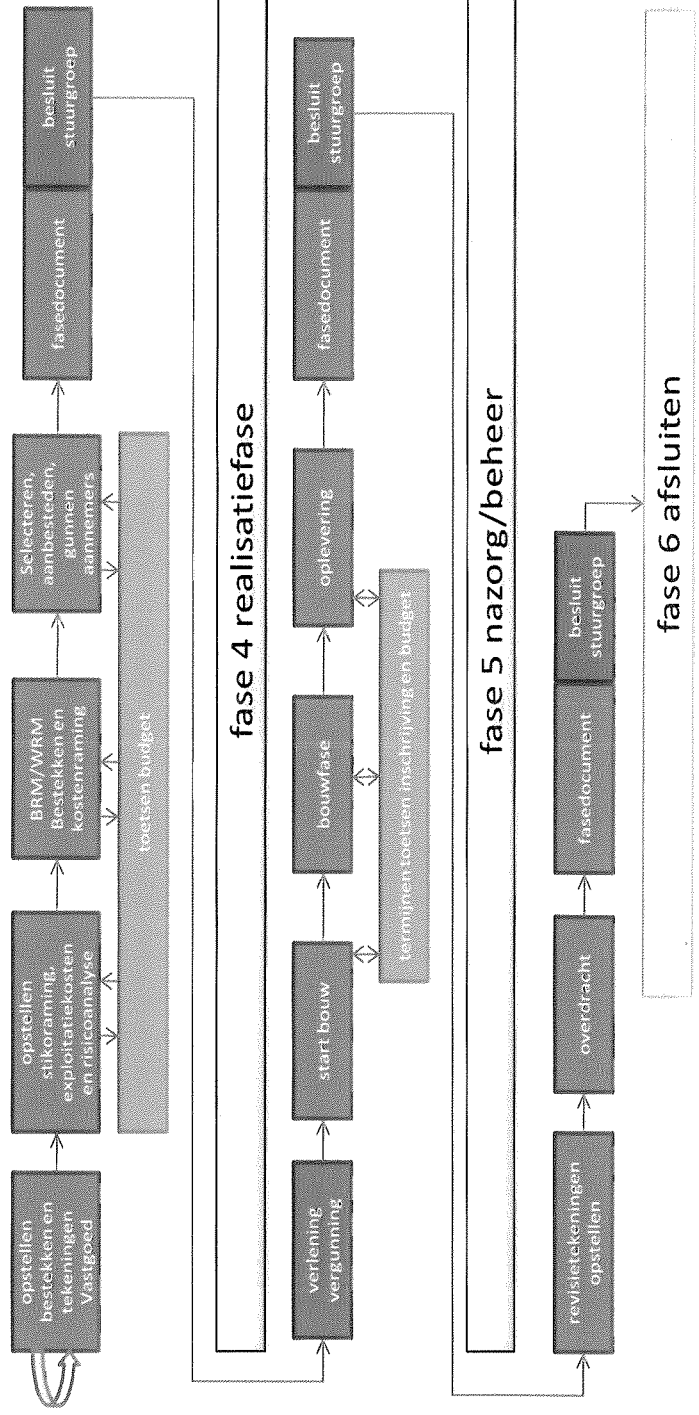 opstellen
bestekken en
tekeningen
Vastgoed
opstellen
stikoraming,
exploitatiekosten
en risicoanalyse
BRM/WRM
Bestekken en
kostenraming
Selecteren,
aanbesteden,
gunnen
aannemers
fasedocument
besluit
stuurgroep
toetsen budget
fase 4 realisatiefase
verlening
vergunning
start bouw
bouwfase
oplevering
fasedocument
besluit
stuurgroep
termijnen toetsen inschrijving en budget
fase 5 nazorg/beheer
revisietekeningen
opstellen
overdracht
fasedocument
besluit
stuurgroep
fase 6 afsluiten